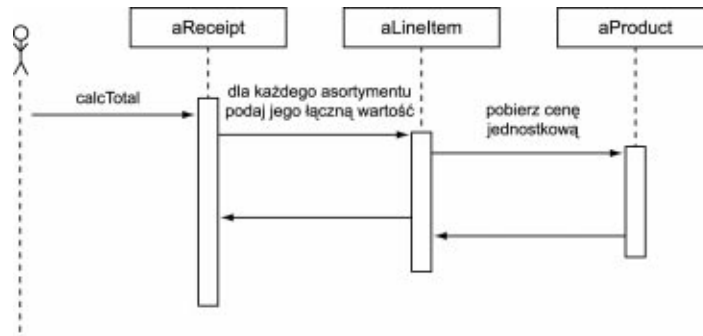 aReceipt
aLineItem
aProduct
calcTotal
dla każdego asortymentu
podaj jego łączną wartość
pobierz cenę
jednostkową